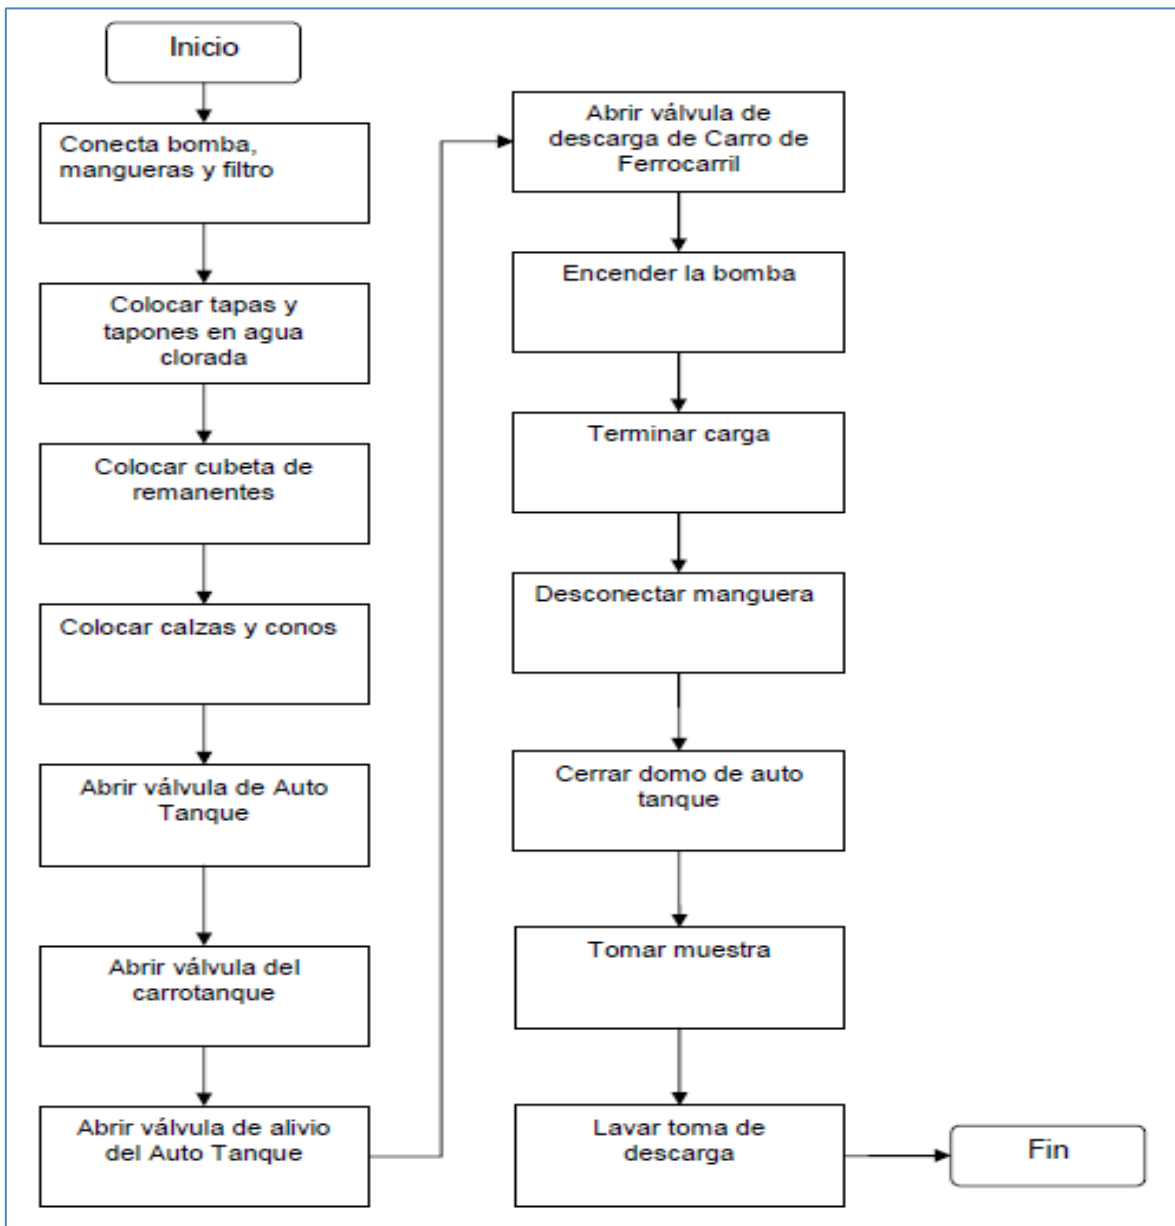 Inicio
Conecta bomba,
mangueras y filtro
Colocar tapas y
tapones en agua
clorada
Colocar cubeta de
remanentes
Colocar calzas y conos
Abrir válvula de Auto
Tanque
Abrir válvula del
carrotanque
Abrir válvula de alivio
del Auto Tanque
Abrir válvula de
descarga de Carro de
Ferrocarril
Encender la bomba
Terminar carga
Desconectar manguera
Cerrar domo de auto
tanque
Tomar muestra
Lavar toma de
descarga
Fin